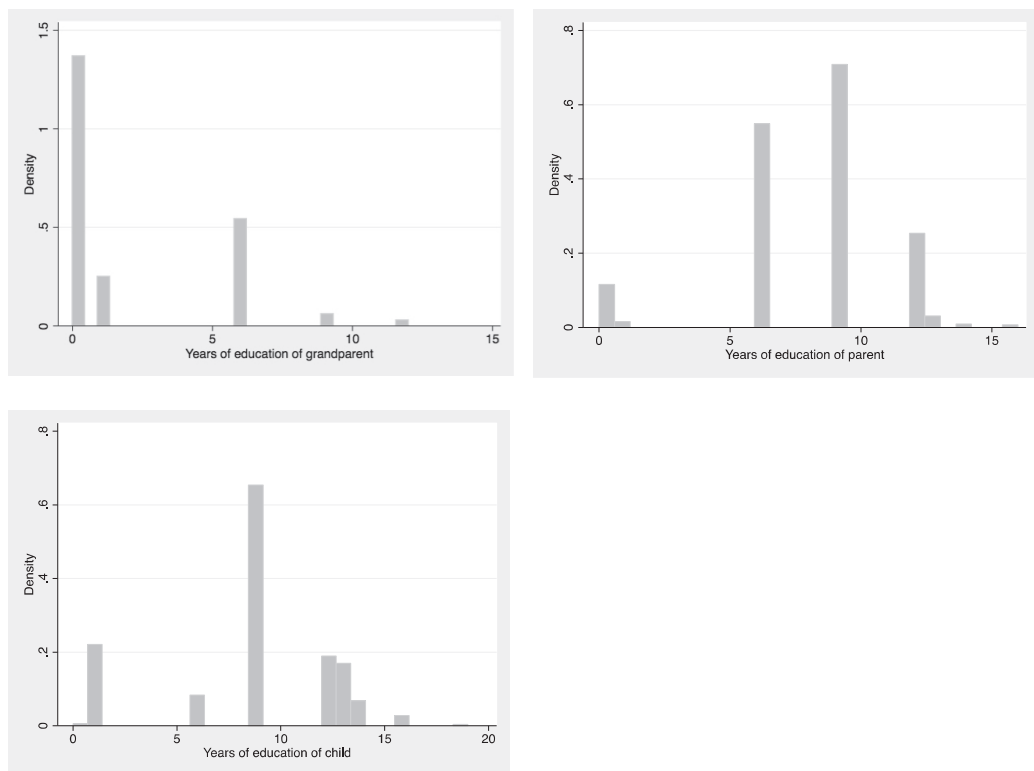 1.5
1
.5
0
Density
0 5 10 15
Years of education of grandparent
.8
.6
.4
.2
0
Density
0 5 10 15
Years of education of parent
.8
.6
.4
.2
0
Density
0 5 10 15 20
Years of education of child